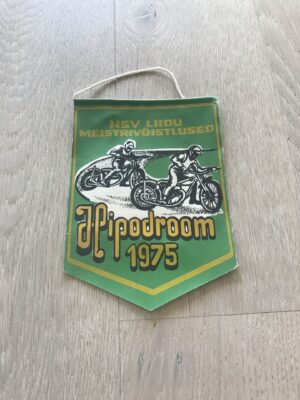 NSV LIIDU
MEISTRIVÕISTLUSED
Hipodroom
1975